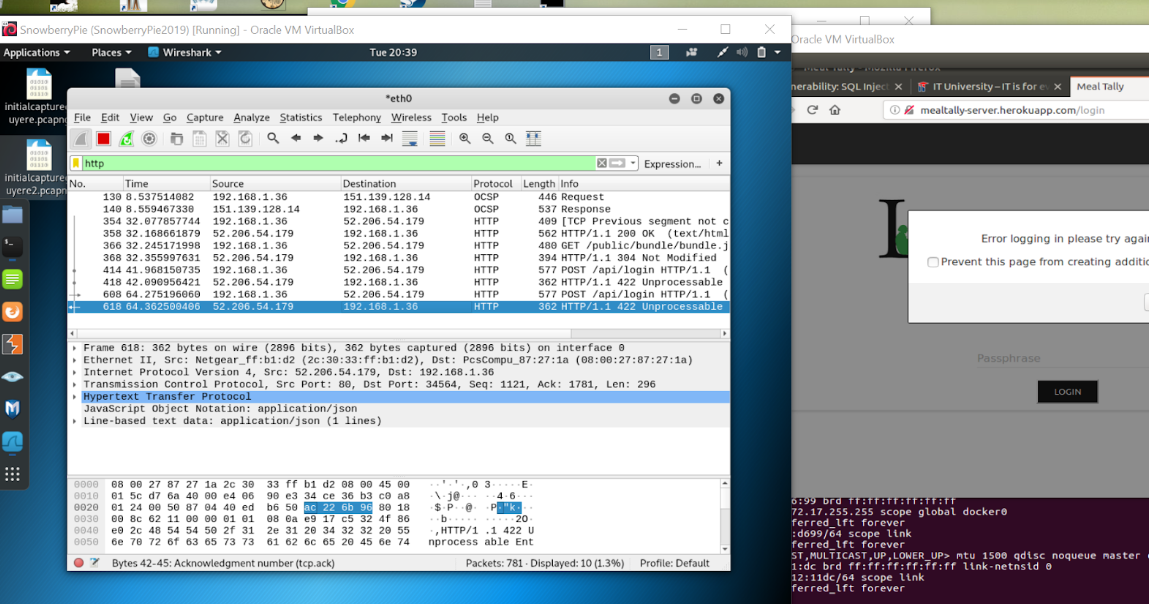 SnowberryPie (SnowberryPie2019) [Running] - Oracle VM VirtualBox
Applications Places Wireshark Tue 20:39 1
initialcapture
uyere.pcapng
initialcapture
uyere2.pcapn
*eth0
File Edit View Go Capture Analyze Statistics Telephony Wireless Tools Help
http Expression... +
No. Time Source Destination Protocol Length Info
130 8.537514082 192.168.1.36 151.139.128.14 OCSP 446 Request
140 8.559467330 151.139.128.14 192.168.1.36 OCSP 537 Response
354 32.077857744 192.168.1.36 52.206.54.179 HTTP 409 [TCP Previous segment not c
358 32.168661879 52.206.54.179 192.168.1.36 HTTP 562 HTTP/1.1 200 OK (text/html
366 32.245171998 192.168.1.36 52.206.54.179 HTTP 480 GET /public/bundle/bundle.j
368 32.355997631 52.206.54.179 192.168.1.36 HTTP 394 HTTP/1.1 304 Not Modified
414 41.968150735 192.168.1.36 52.206.54.179 HTTP 577 POST /api/login HTTP/1.1 (
418 42.090956421 52.206.54.179 192.168.1.36 HTTP 362 HTTP/1.1 422 Unprocessable
608 64.275196060 192.168.1.36 52.206.54.179 HTTP 577 POST /api/login HTTP/1.1 (
618 64.362500406 52.206.54.179 192.168.1.36 HTTP 362 HTTP/1.1 422 Unprocessable
Frame 618: 362 bytes on wire (2896 bits), 362 bytes captured (2896 bits) on interface 0
Ethernet II, Src: Netgear_ff:b1:d2 (2c:30:33:ff:b1:d2), Dst: PcsCompu_87:27:1a (08:00:27:87:27:1a)
Internet Protocol Version 4, Src: 52.206.54.179, Dst: 192.168.1.36
Transmission Control Protocol, Src Port: 80, Dst Port: 34564, Seq: 1121, Ack: 1781, Len: 296
Hypertext Transfer Protocol
JavaScript Object Notation: application/json
Line-based text data: application/json (1 lines)
0000 08 00 27 87 27 1a 2c 30 33 ff b1 d2 08 00 45 00 ··'·'·,0 3·····E·
0010 01 5c d7 6a 40 00 e4 06 90 e3 34 ce 36 b3 c0 a8 ·\·j@··· ··4·6···
0020 01 24 00 50 87 04 40 ed b6 50 ac 22 6b 96 80 18 ·$·P··@· ·P·"k···
0030 00 8c 62 11 00 00 01 01 08 0a e9 17 c5 32 4f 86 ··b····· ·····2O·
0040 e0 2c 48 54 54 50 2f 31 2e 31 20 34 32 32 20 55 ·,HTTP/1 .1 422 U
0050 6e 70 72 6f 63 65 73 73 61 62 6c 65 20 45 6e 74 nprocess able Ent
Bytes 42-45: Acknowledgment number (tcp.ack) Packets: 781 · Displayed: 10 (1.3%) Profile: Default
Oracle VM VirtualBox
Meal Tally - Mozilla Firefox
nerability: SQL Inject IT University – IT is for ev Meal Tally
mealtally-server.herokuapp.com/login
Error logging in please try again
Prevent this page from creating additio
Passphrase
LOGIN
6:99 brd ff:ff:ff:ff:ff:ff
72.17.255.255 scope global docker0
ferred_lft forever
:d699/64 scope link
ferred_lft forever
ST,MULTICAST,UP,LOWER_UP> mtu 1500 qdisc noqueue master
1:dc brd ff:ff:ff:ff:ff:ff link-netnsid 0
12:11dc/64 scope link
ferred_lft forever